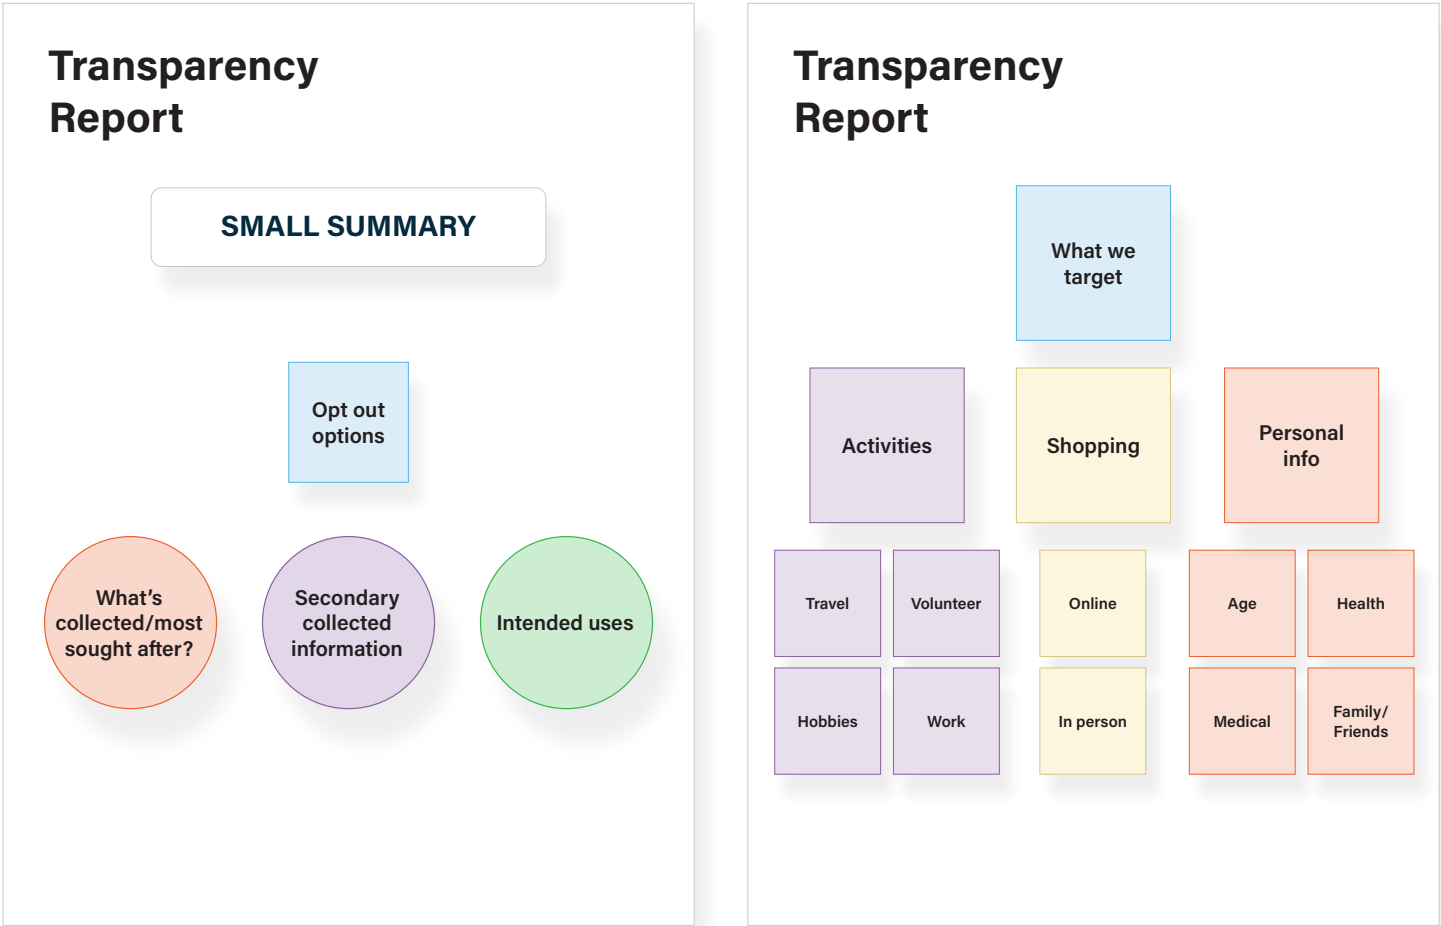 Transparency
Report
SMALL SUMMARY
Opt out
options
What’s
collected/most
sought after?
Secondary
collected
information
Intended uses
Transparency
Report
What we
target
Activities
Shopping
Personal
info
Travel
Volunteer
Online
Age
Health
Hobbies
Work
In person
Medical
Family/
Friends